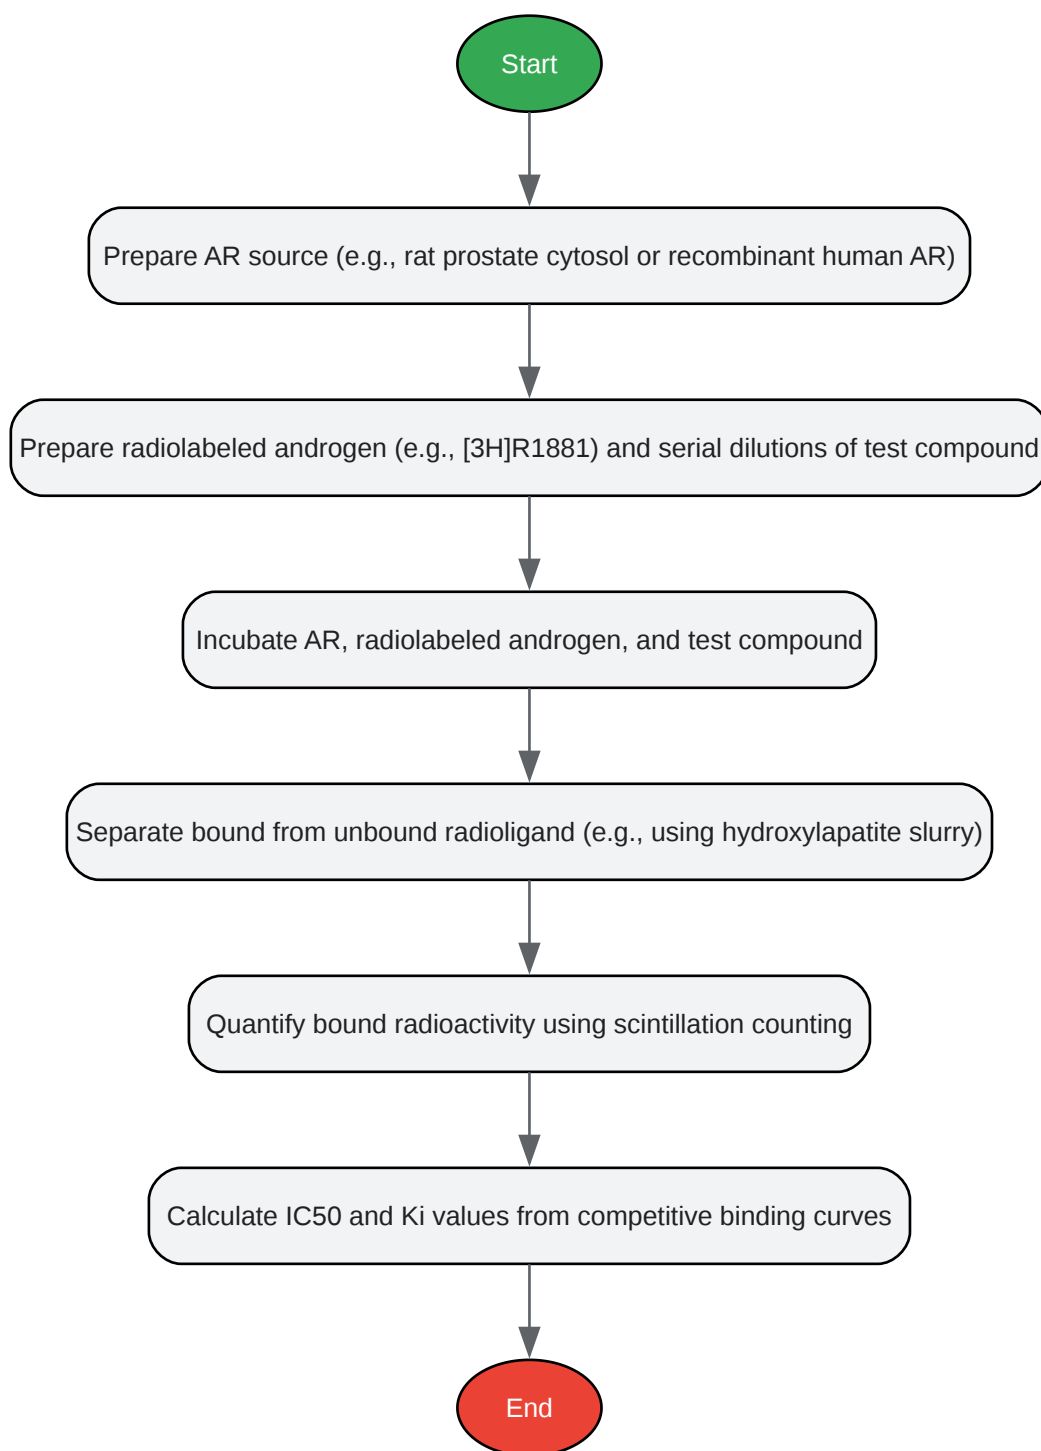 Start
Prepare AR source (e.g., rat prostate cytosol or recombinant human AR)
Prepare radiolabeled androgen (e.g., [3H]R1881) and serial dilutions of test compound
Incubate AR, radiolabeled androgen, and test compound
Separate bound from unbound radioligand (e.g., using hydroxylapatite slurry)
Quantify bound radioactivity using scintillation counting
Calculate IC50 and Ki values from competitive binding curves
End